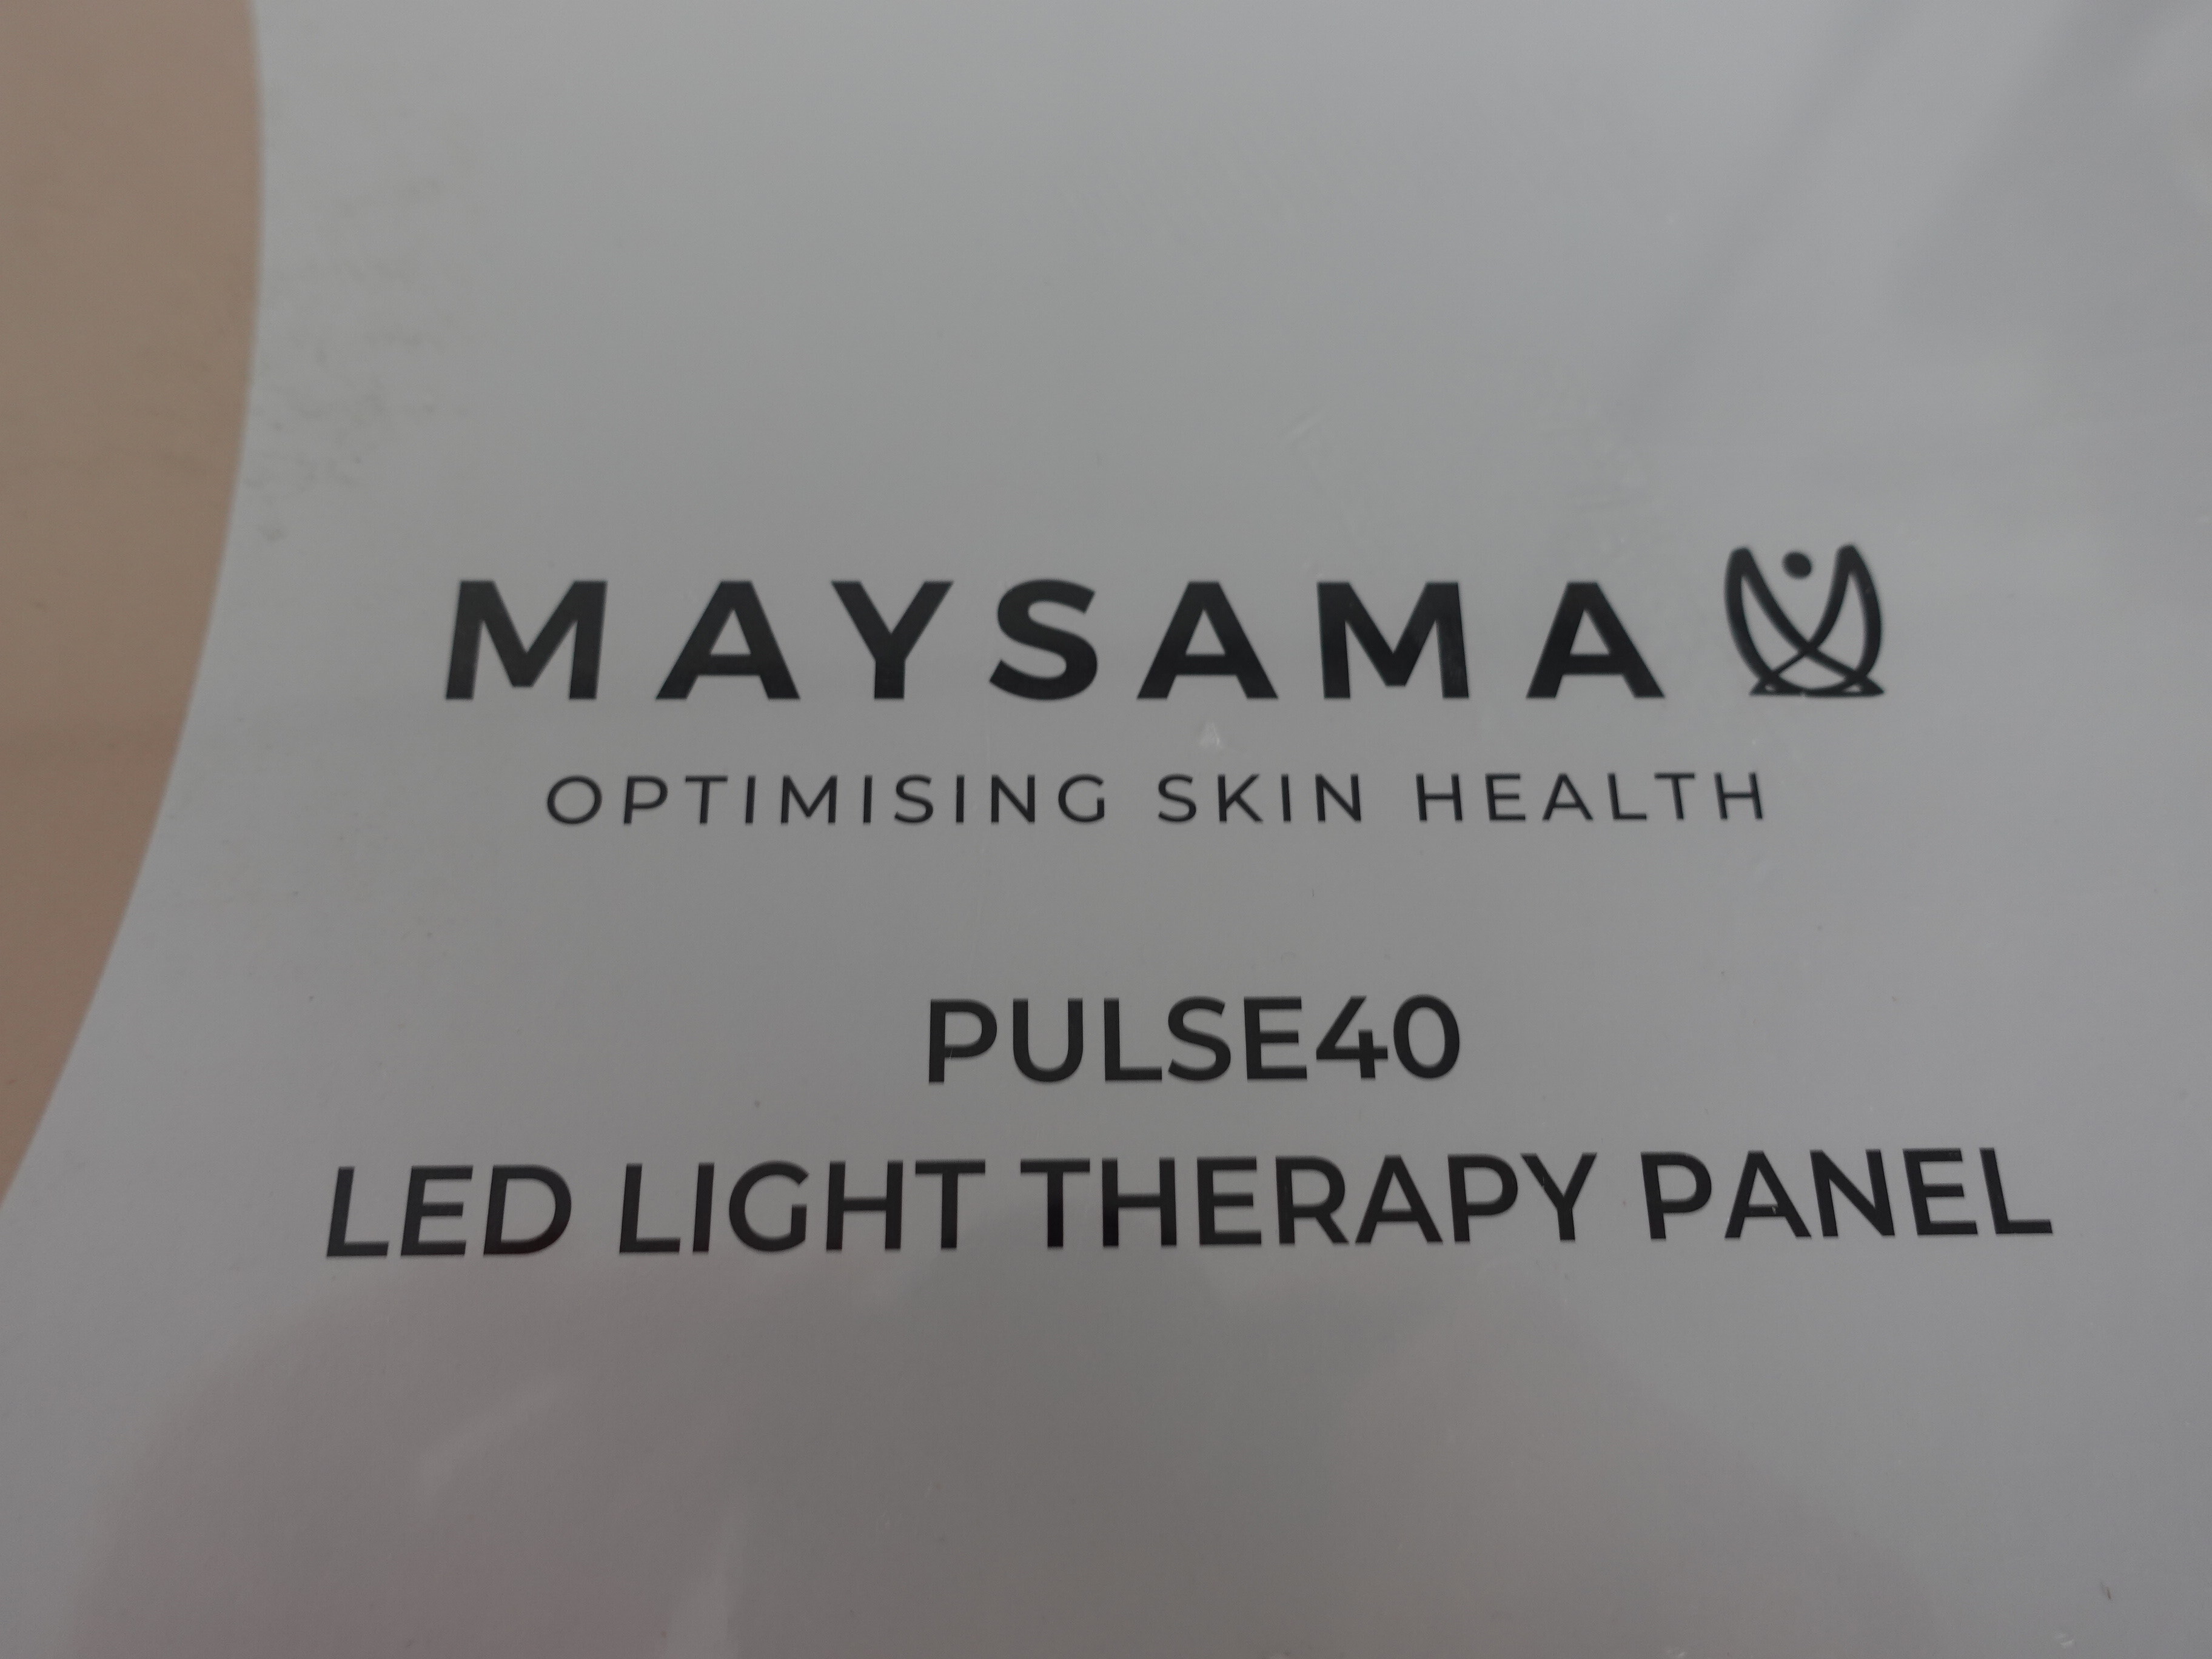 MAYSAMA
OPTIMISING SKIN HEALTH
PULSE40
LED LIGHT THERAPY PANEL